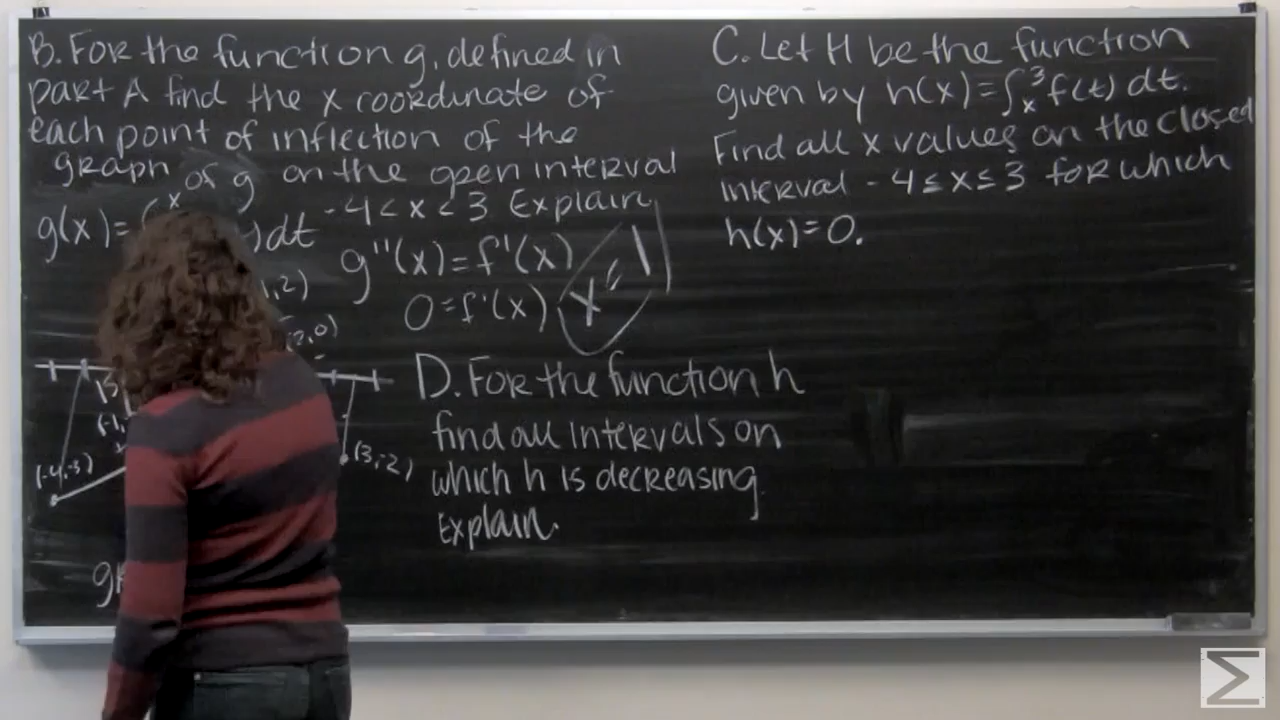 B. For the function g, defined in
part A find the x coordinate of
each point of inflection of the
graph of g on the open interval
-4 < x < 3 Explain
g(x)= ∫ x )dt
g''(x)=f'(x)
0=f'(x) x=1
,2)
,0)
(-1,
(-4,-3)
(3,-2)
D. For the function h
find all intervals on
which h is decreasing
Explain.
C. Let H be the function
given by h(x)=∫ₓ³ f(t) dt.
Find all x values on the closed
interval -4 ≤ x ≤ 3 for which
h(x)=0.
Σ